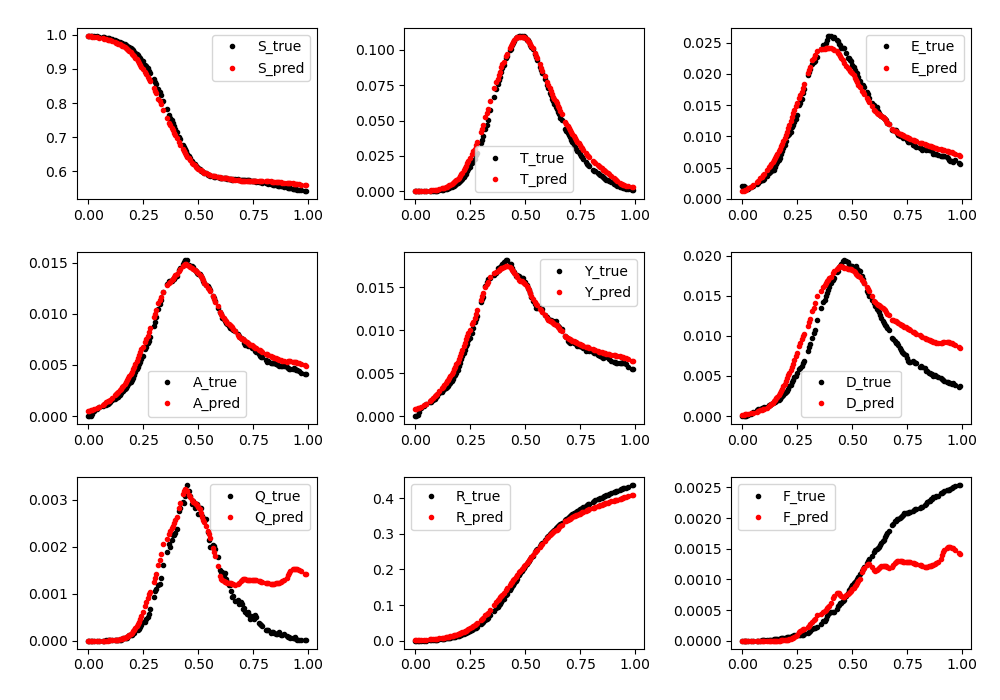 1.0
0.9
0.8
0.7
0.6
S_true
S_pred
0.00 0.25 0.50 0.75 1.00
0.100
0.075
0.050
0.025
0.000
T_true
T_pred
0.00 0.25 0.50 0.75 1.00
0.025
0.020
0.015
0.010
0.005
0.000
E_true
E_pred
0.00 0.25 0.50 0.75 1.00
0.015
0.010
0.005
0.000
A_true
A_pred
0.00 0.25 0.50 0.75 1.00
0.015
0.010
0.005
0.000
Y_true
Y_pred
0.00 0.25 0.50 0.75 1.00
0.020
0.015
0.010
0.005
0.000
D_true
D_pred
0.00 0.25 0.50 0.75 1.00
0.003
0.002
0.001
0.000
Q_true
Q_pred
0.00 0.25 0.50 0.75 1.00
0.4
0.3
0.2
0.1
0.0
R_true
R_pred
0.00 0.25 0.50 0.75 1.00
0.0025
0.0020
0.0015
0.0010
0.0005
0.0000
F_true
F_pred
0.00 0.25 0.50 0.75 1.00